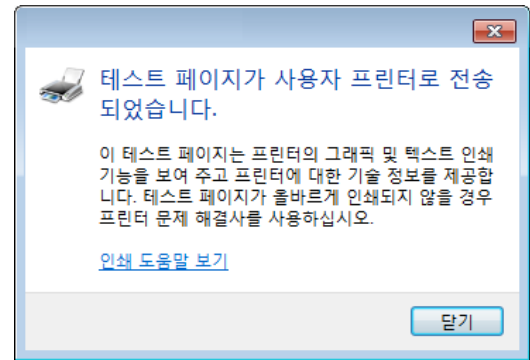 테스트 페이지가 사용자 프린터로 전송
되었습니다.
이 테스트 페이지는 프린터의 그래픽 및 텍스트 인쇄
기능을 보여 주고 프린터에 대한 기술 정보를 제공합
니다. 테스트 페이지가 올바르게 인쇄되지 않을 경우
프린터 문제 해결사를 사용하십시오.
인쇄 도움말 보기
닫기